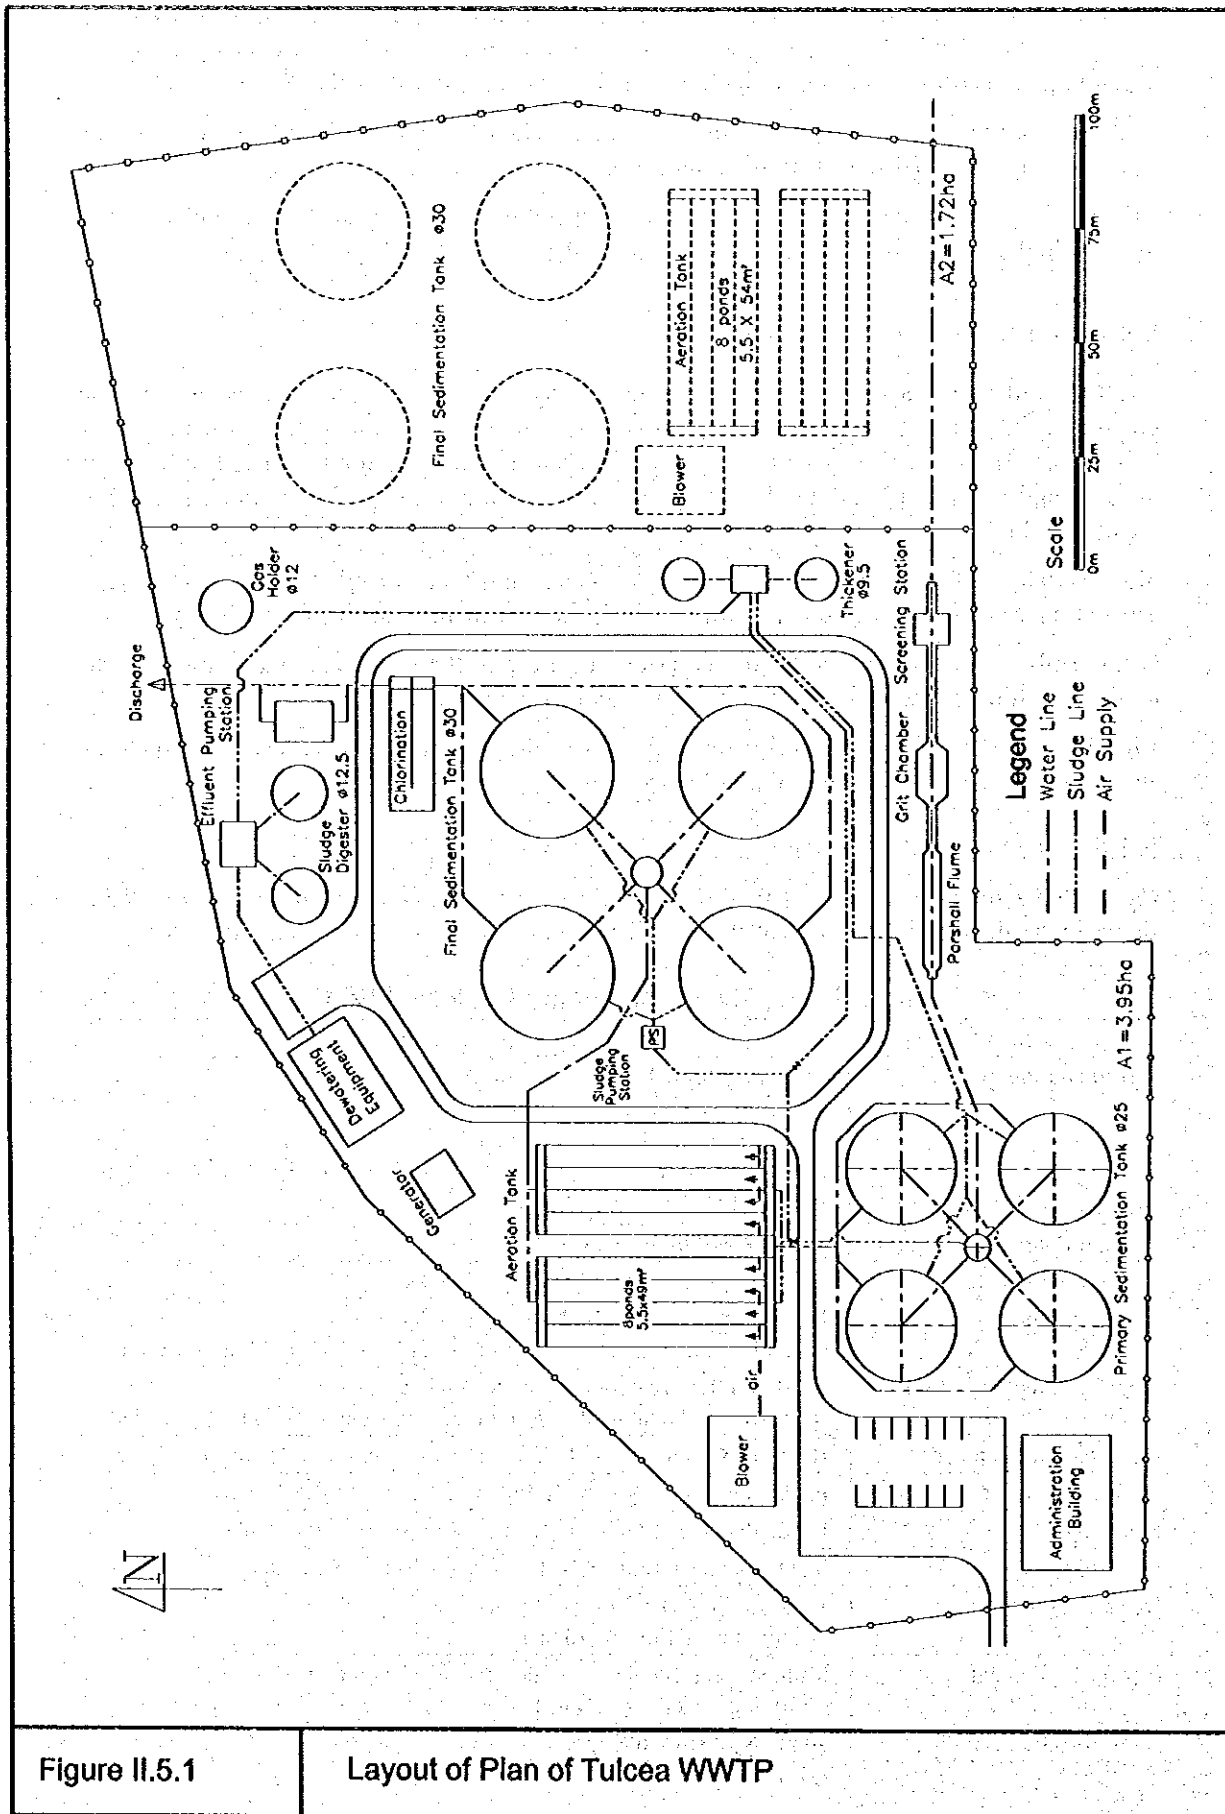 N
Discharge
Effluent Pumping
Station
Gas
Holder
ø12
Sludge
Digester ø12.5
Dewatering
Equipment
Generator
Chlorination
Final Sedimentation Tank ø30
Final Sedimentation Tank ø30
Aeration Tank
8 ponds
5.5 X 54m²
Blower
A2=1.72ha
Thickener
ø9.5
Screening Station
Grit Chamber
Parshall Flume
Sludge
Pumping
Station
PS
Aeration Tank
8ponds
5.5x49m²
air
Blower
Primary Sedimentation Tank ø25
A1=3.95ha
Administration
Building
Legend
Water Line
Sludge Line
Air Supply
Scale
0m
25m
50m
75m
100m
Figure II.5.1
Layout of Plan of Tulcea WWTP